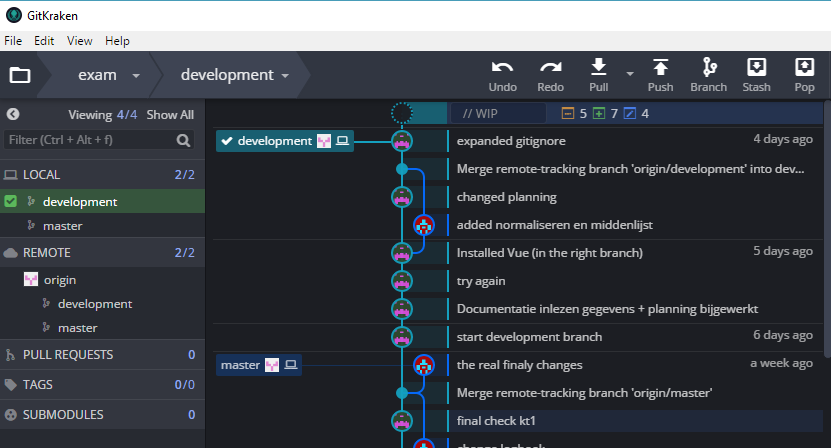 GitKraken
File Edit View Help
exam development
Undo Redo Pull Push Branch Stash Pop
Viewing 4/4 Show All
Filter (Ctrl + Alt + f)
LOCAL 2/2
development
master
REMOTE 2/2
origin
development
master
PULL REQUESTS 0
TAGS 0/0
SUBMODULES 0
// WIP 5 7 4
development expanded gitignore 4 days ago
Merge remote-tracking branch 'origin/development' into dev...
changed planning
added normaliseren en middenlijst
Installed Vue (in the right branch) 5 days ago
try again
Documentatie inlezen gegevens + planning bijgewerkt
start development branch 6 days ago
master the real finaly changes a week ago
Merge remote-tracking branch 'origin/master'
final check kt1